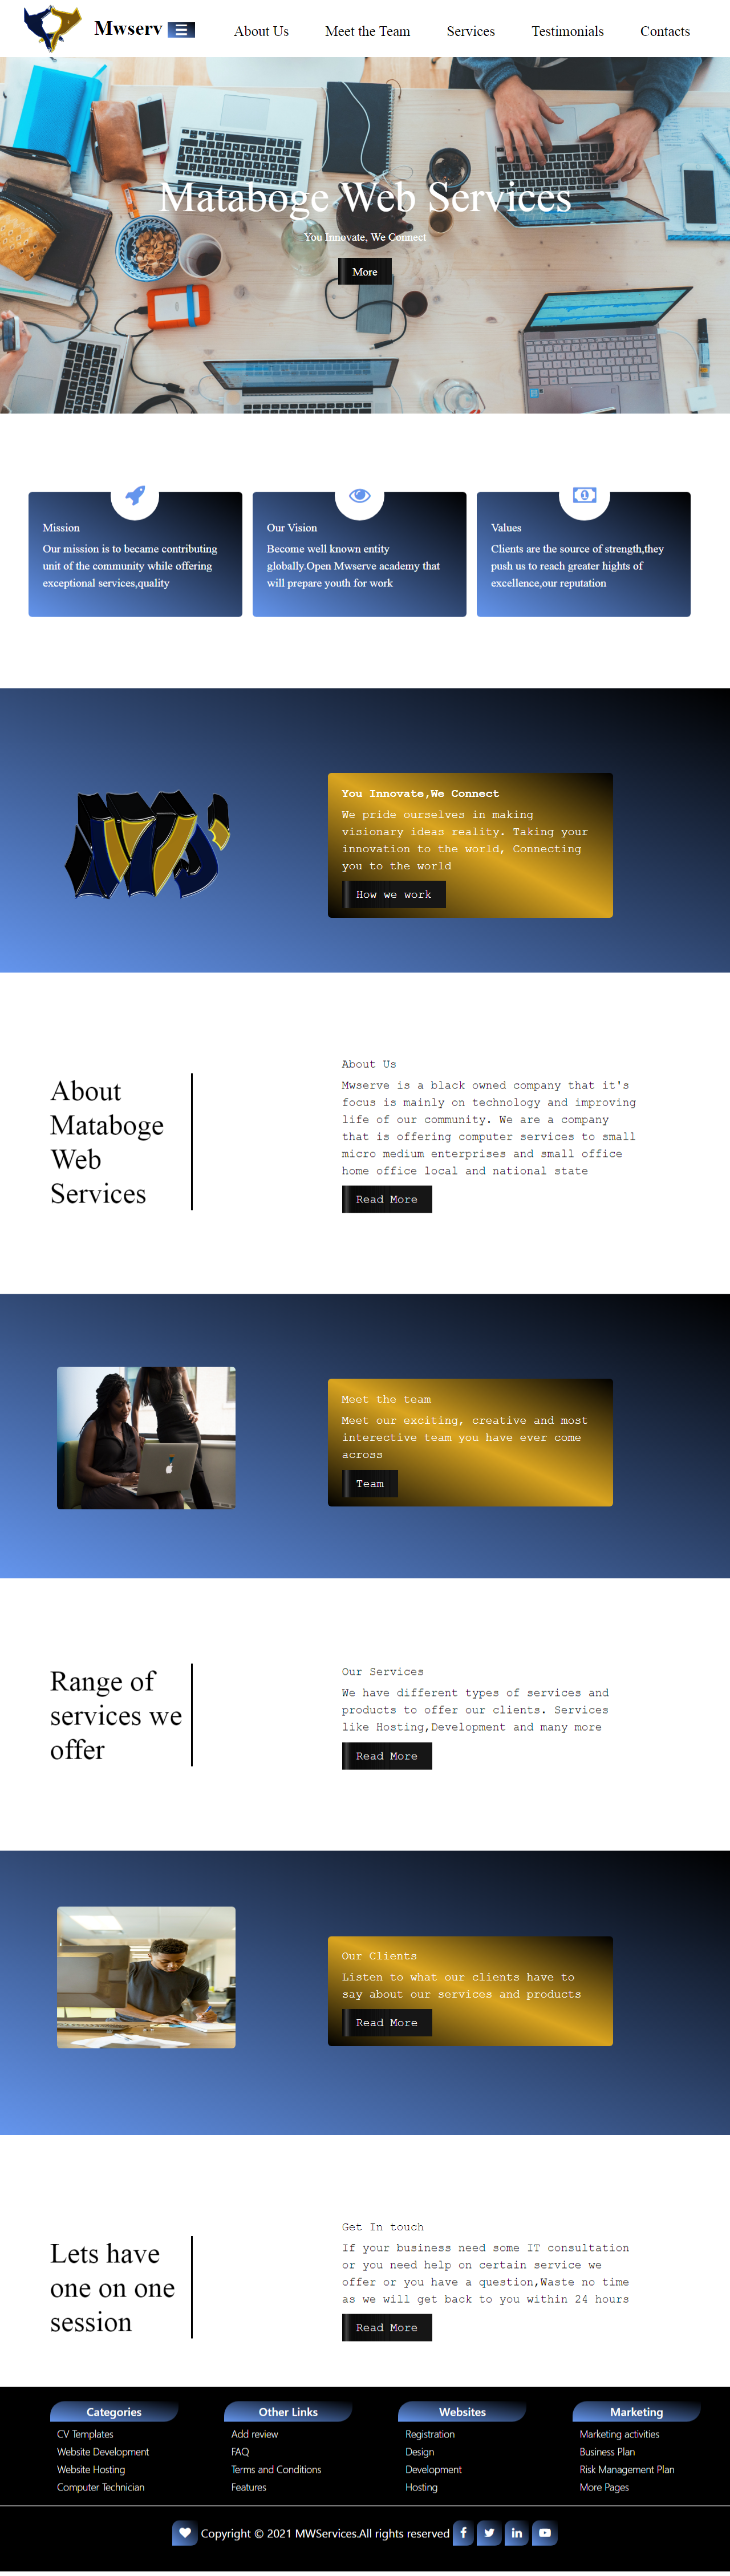 Mwserv
About Us
Meet the Team
Services
Testimonials
Contacts
Mataboge Web Services
You Innovate, We Connect
More
Mission
Our mission is to became contributing
unit of the community while offering
exceptional services,quality
Our Vision
Become well known entity
globally.Open Mwserve academy that
will prepare youth for work
Values
Clients are the source of strength,they
push us to reach greater hights of
excellence,our reputation
You Innovate,We Connect
We pride ourselves in making
visionary ideas reality. Taking your
innovation to the world, Connecting
you to the world
How we work
About
Mataboge
Web
Services
About Us
Mwserve is a black owned company that it's
focus is mainly on technology and improving
life of our community. We are a company
that is offering computer services to small
micro medium enterprises and small office
home office local and national state
Read More
Meet the team
Meet our exciting, creative and most
interective team you have ever come
across
Team
Range of
services we
offer
Our Services
We have different types of services and
products to offer our clients. Services
like Hosting,Development and many more
Read More
Our Clients
Listen to what our clients have to
say about our services and products
Read More
Lets have
one on one
session
Get In touch
If your business need some IT consultation
or you need help on certain service we
offer or you have a question,Waste no time
as we will get back to you within 24 hours
Read More
Categories
CV Templates
Website Development
Website Hosting
Computer Technician
Other Links
Add review
FAQ
Terms and Conditions
Features
Websites
Registration
Design
Development
Hosting
Marketing
Marketing activities
Business Plan
Risk Management Plan
More Pages
Copyright © 2021 MWServices.All rights reserved